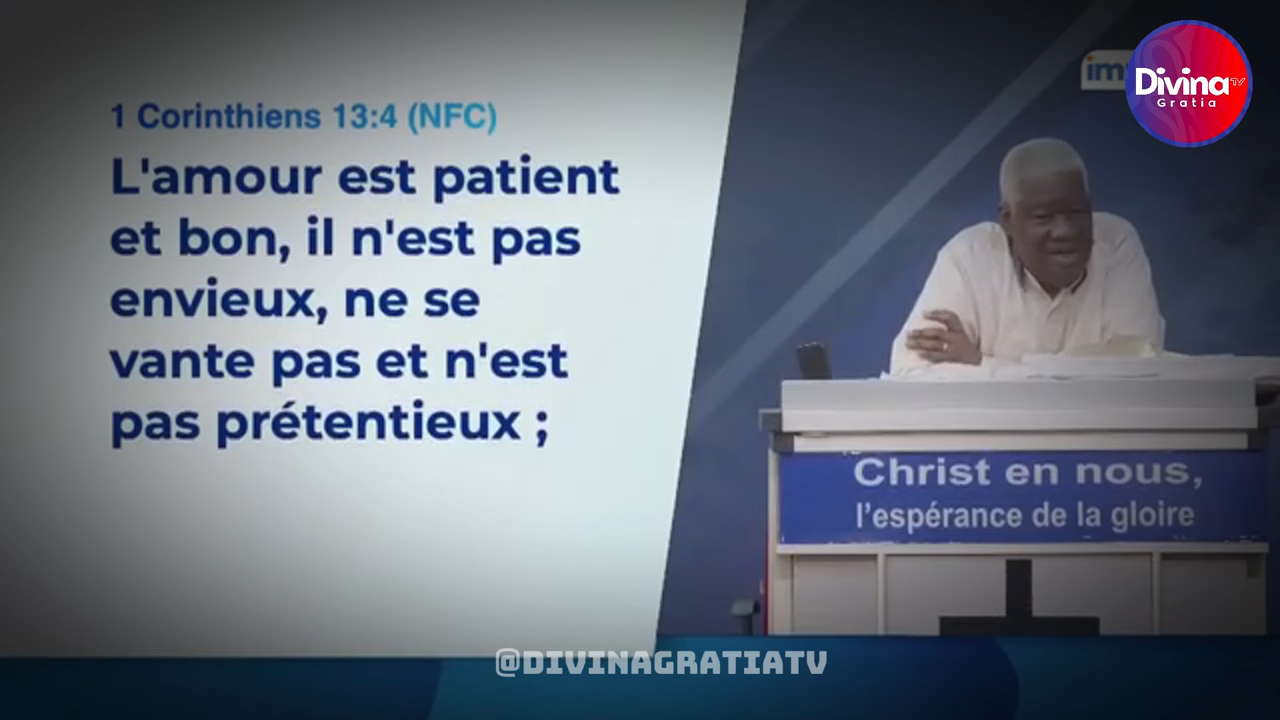 1 Corinthiens 13:4 (NFC)
L'amour est patient
et bon, il n'est pas
envieux, ne se
vante pas et n'est
pas prétentieux ;
Divina TV
Gratia
Christ en nous,
l'espérance de la gloire
@DIVINAGRATIATV